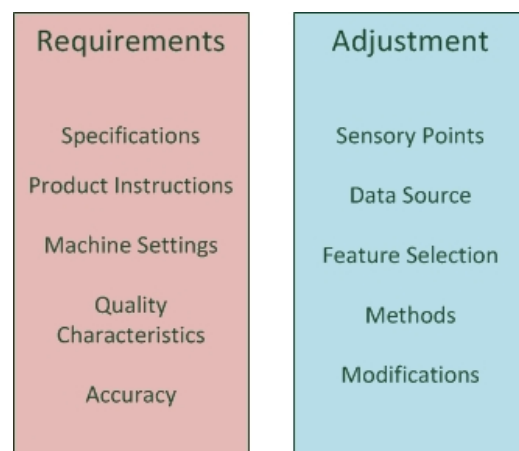 Requirements
Specifications
Product Instructions
Machine Settings
Quality
Characteristics
Accuracy
Adjustment
Sensory Points
Data Source
Feature Selection
Methods
Modifications